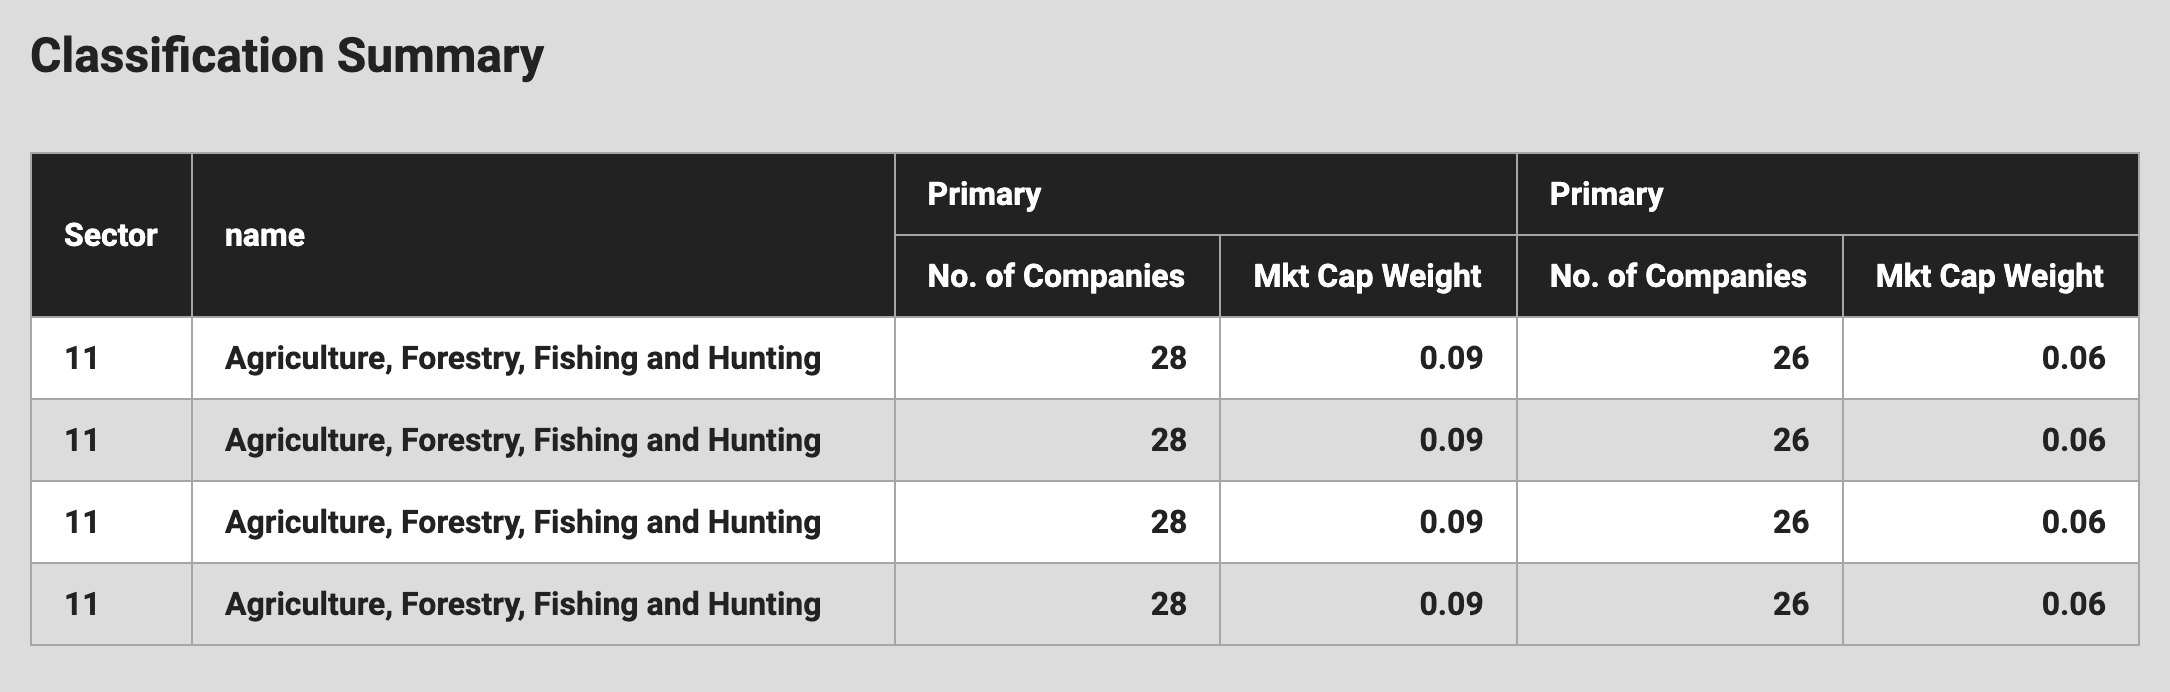 Classification Summary
Sector name Primary Primary
No. of Companies Mkt Cap Weight No. of Companies Mkt Cap Weight
11 Agriculture, Forestry, Fishing and Hunting 28 0.09 26 0.06
11 Agriculture, Forestry, Fishing and Hunting 28 0.09 26 0.06
11 Agriculture, Forestry, Fishing and Hunting 28 0.09 26 0.06
11 Agriculture, Forestry, Fishing and Hunting 28 0.09 26 0.06